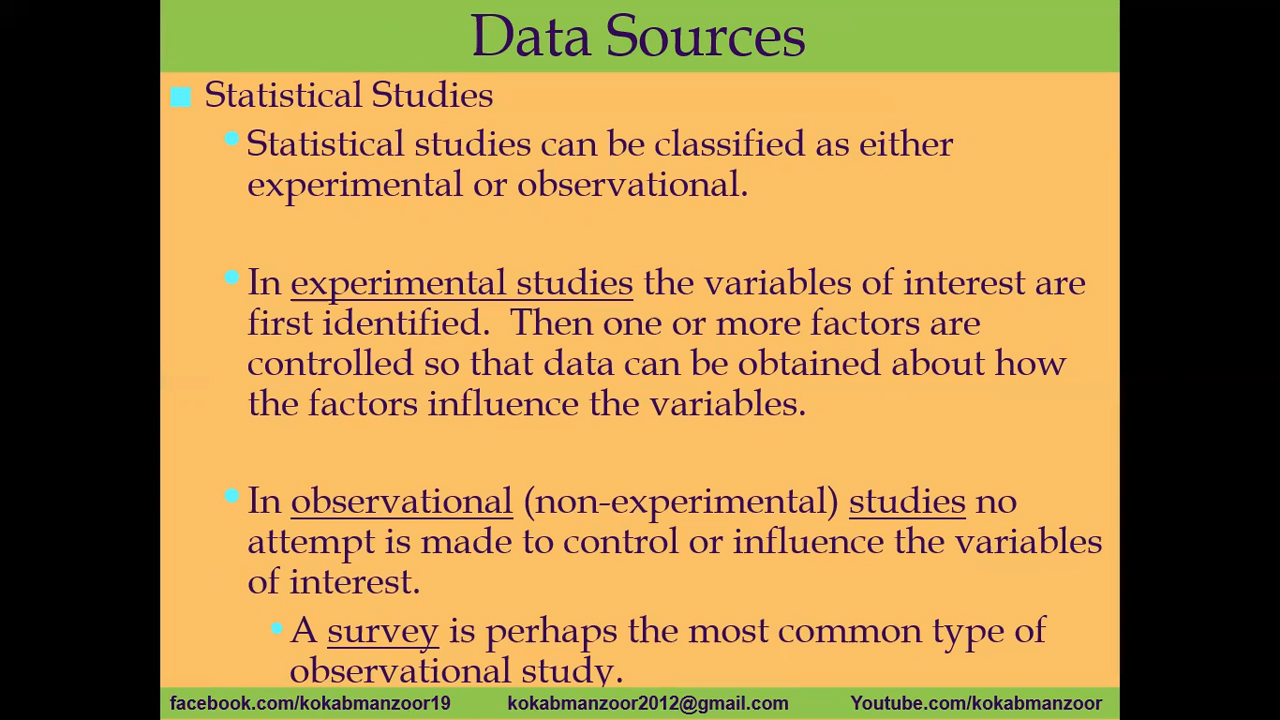 Data Sources
Statistical Studies
Statistical studies can be classified as either
experimental or observational.
In experimental studies the variables of interest are
first identified.  Then one or more factors are
controlled so that data can be obtained about how
the factors influence the variables.
In observational (non-experimental) studies no
attempt is made to control or influence the variables
of interest.
A survey is perhaps the most common type of
observational study.
facebook.com/kokabmanzoor19 kokabmanzoor2012@gmail.com Youtube.com/kokabmanzoor